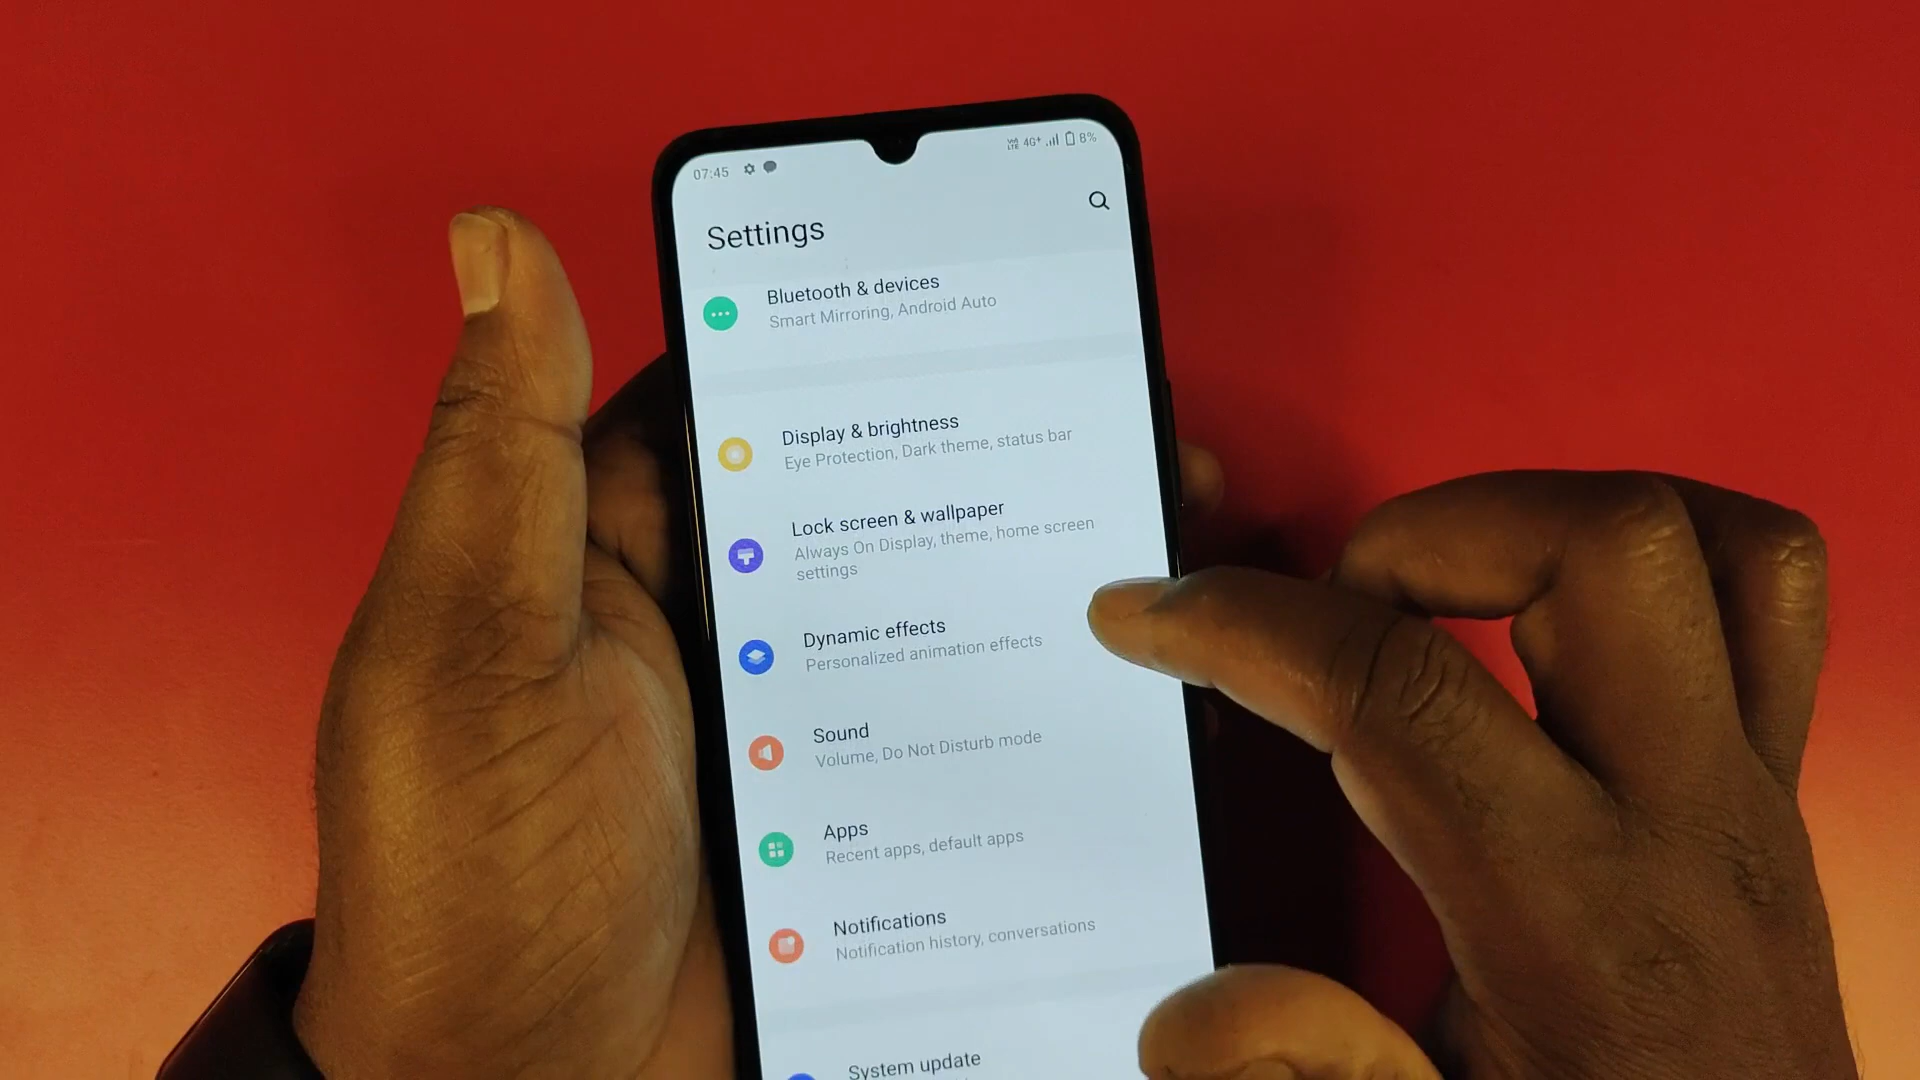 07:45
VoLTE 4G+ 8%
Settings
Bluetooth & devices
Smart Mirroring, Android Auto
Display & brightness
Eye Protection, Dark theme, status bar
Lock screen & wallpaper
Always On Display, theme, home screen
settings
Dynamic effects
Personalized animation effects
Sound
Volume, Do Not Disturb mode
Apps
Recent apps, default apps
Notifications
Notification history, conversations
System update